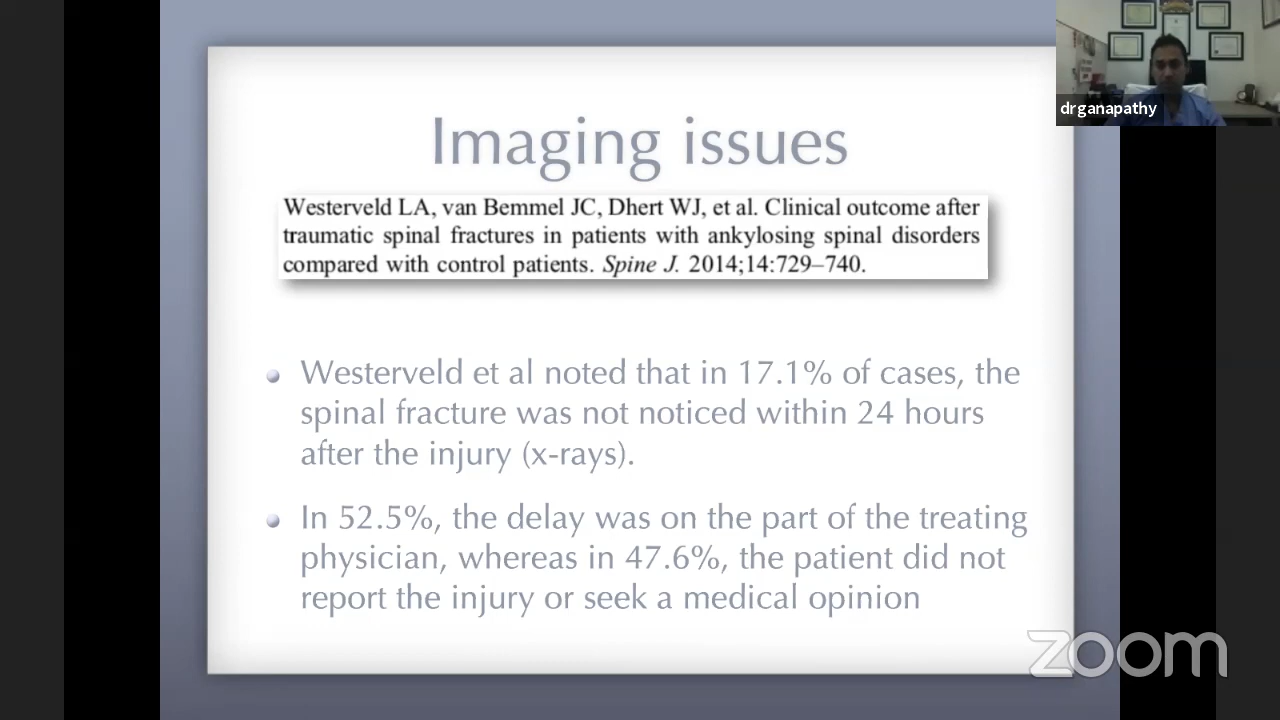 drganapathy
Imaging issues
Westerveld LA, van Bemmel JC, Dhert WJ, et al. Clinical outcome after
traumatic spinal fractures in patients with ankylosing spinal disorders
compared with control patients. Spine J. 2014;14:729–740.
Westerveld et al noted that in 17.1% of cases, the
spinal fracture was not noticed within 24 hours
after the injury (x-rays).
In 52.5%, the delay was on the part of the treating
physician, whereas in 47.6%, the patient did not
report the injury or seek a medical opinion
zoom